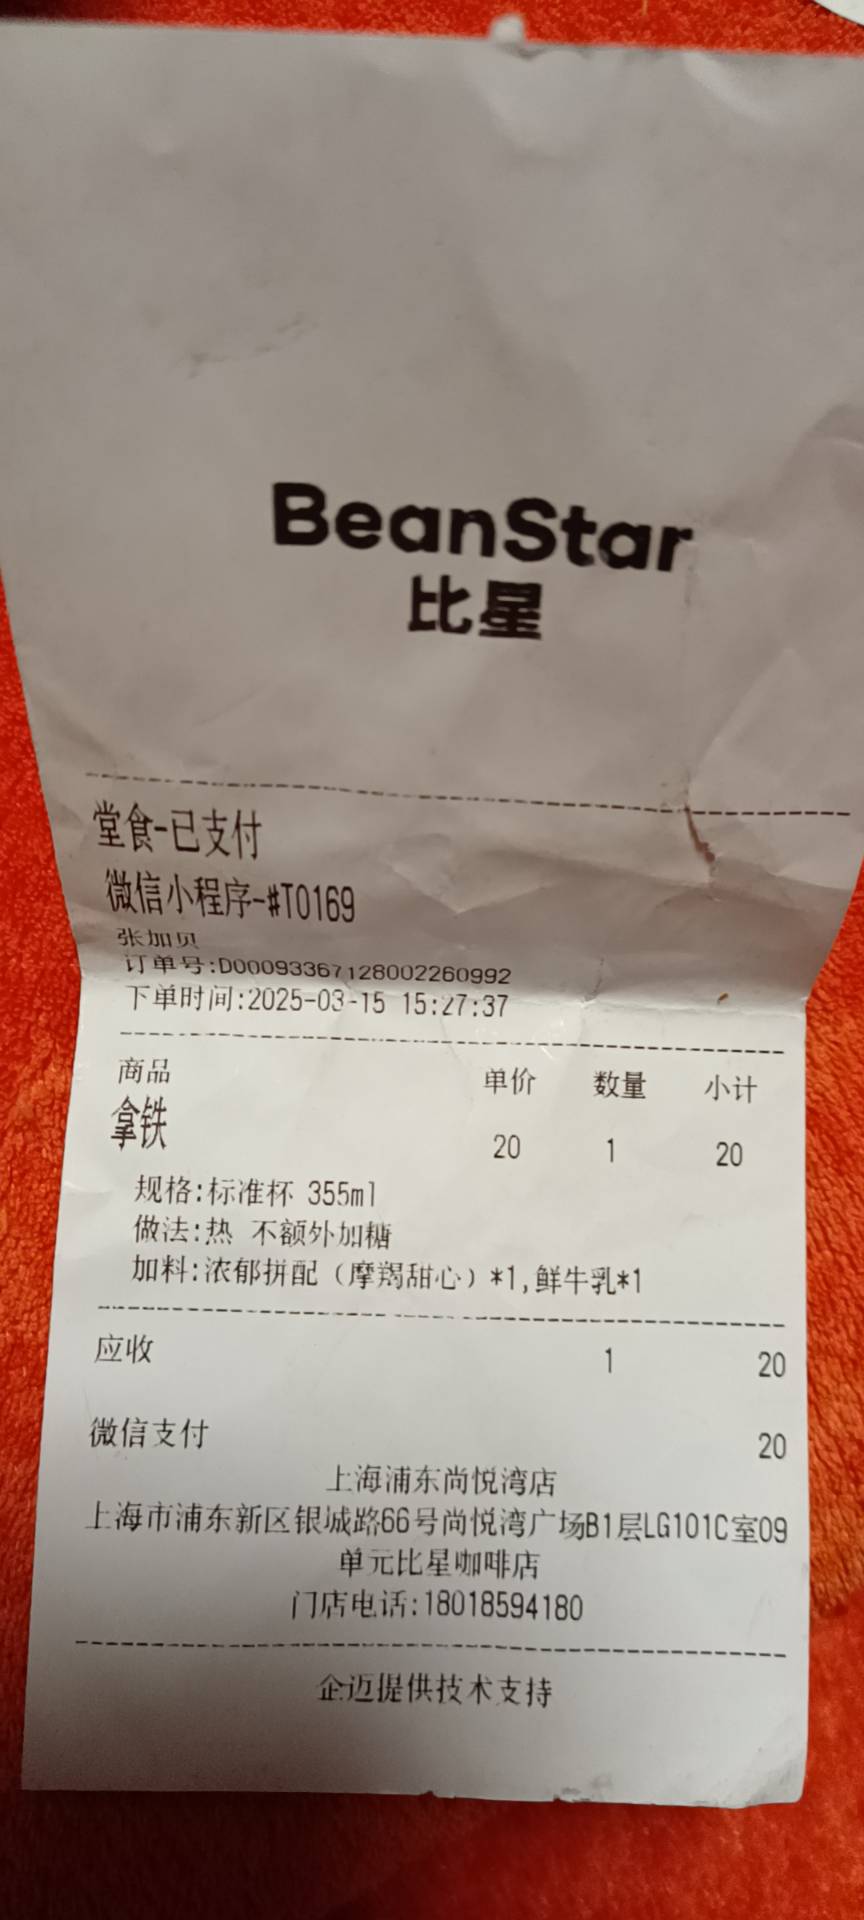 BeanStar
比星
堂食-已支付
微信小程序-#T0169
张加贝
订单号:D00093367128002260992
下单时间:2025-03-15 15:27:37
商品 单价 数量 小计
拿铁 20 1 20
规格:标准杯 355ml
做法:热 不额外加糖
加料:浓郁拼配（摩羯甜心）*1,鲜牛乳*1
应收 1 20
微信支付 20
上海浦东尚悦湾店
上海市浦东新区银城路66号尚悦湾广场B1层LG101C室09
单元比星咖啡店
门店电话:18018594180
企迈提供技术支持